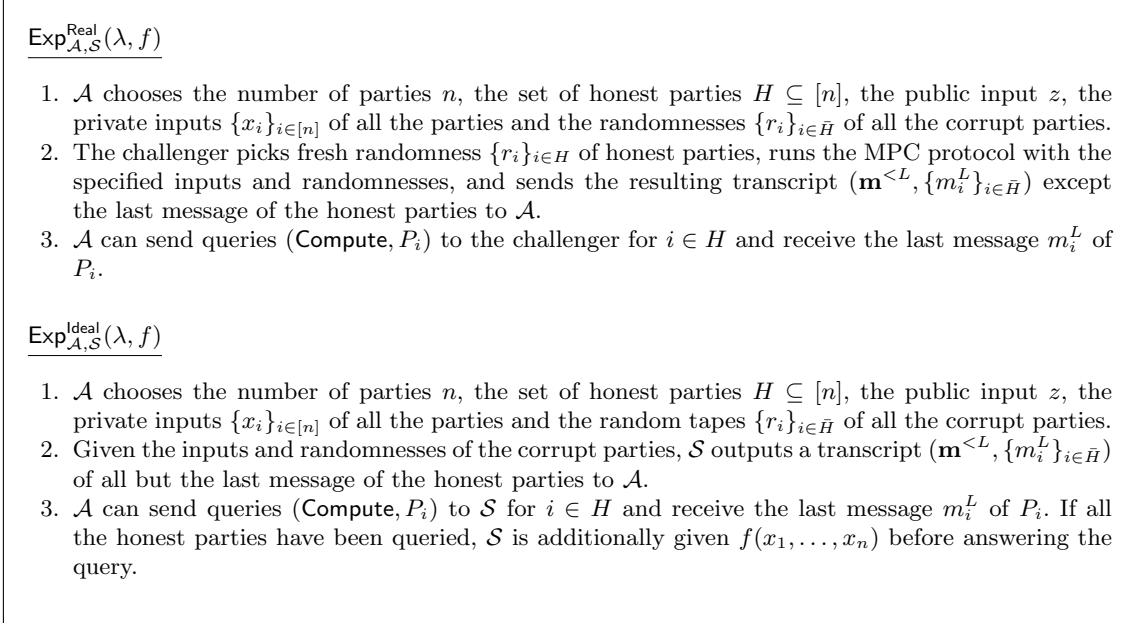 Exp^Real_{A,S}(λ, f)
1. A chooses the number of parties n, the set of honest parties H ⊆ [n], the public input z, the
private inputs {x_i}_{i∈[n]} of all the parties and the randomnesses {r_i}_{i∈H̄} of all the corrupt parties.
2. The challenger picks fresh randomness {r_i}_{i∈H} of honest parties, runs the MPC protocol with the
specified inputs and randomnesses, and sends the resulting transcript (m^{<L}, {m_i^L}_{i∈H̄}) except
the last message of the honest parties to A.
3. A can send queries (Compute, P_i) to the challenger for i ∈ H and receive the last message m_i^L of
P_i.
Exp^Ideal_{A,S}(λ, f)
1. A chooses the number of parties n, the set of honest parties H ⊆ [n], the public input z, the
private inputs {x_i}_{i∈[n]} of all the parties and the random tapes {r_i}_{i∈H̄} of all the corrupt parties.
2. Given the inputs and randomnesses of the corrupt parties, S outputs a transcript (m^{<L}, {m_i^L}_{i∈H̄})
of all but the last message of the honest parties to A.
3. A can send queries (Compute, P_i) to S for i ∈ H and receive the last message m_i^L of P_i. If all
the honest parties have been queried, S is additionally given f(x_1, . . . , x_n) before answering the
query.